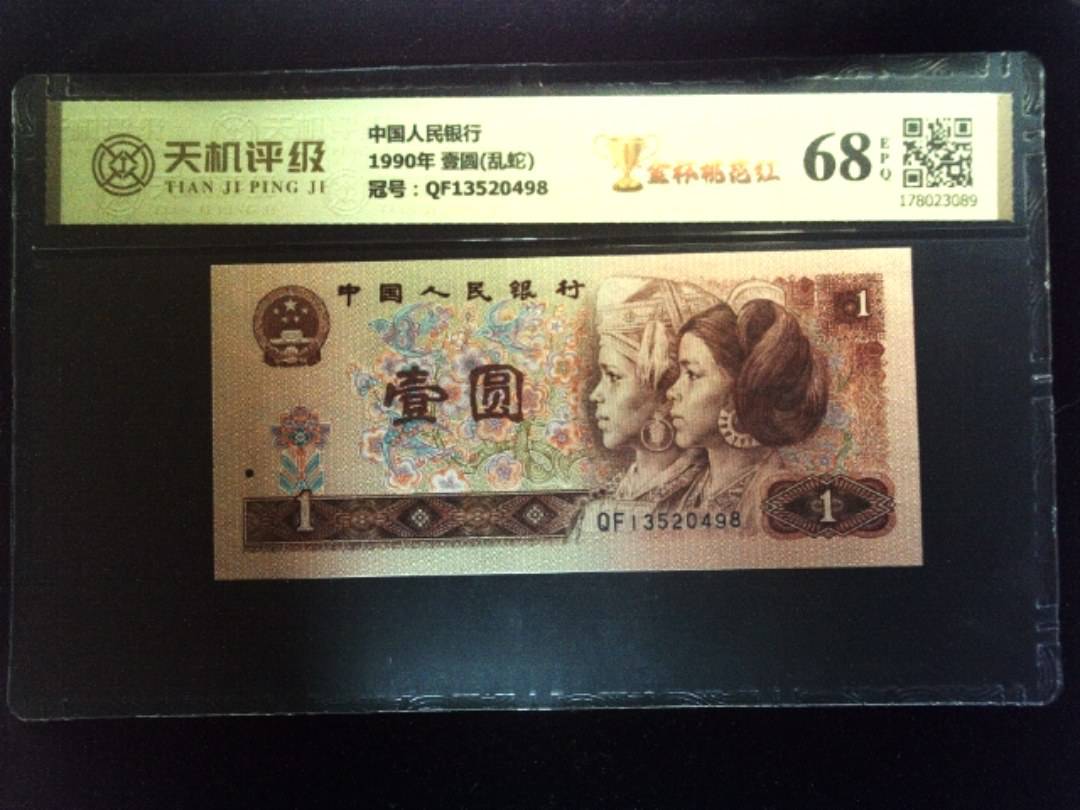 天机评级
TIAN JI PING JI
中国人民银行
1990年 壹圆(乱蛇)
冠号：QF13520498
金杯桃花红
68
EPQ
178023089
中国人民银行
1
壹圆
1
QF13520498
1